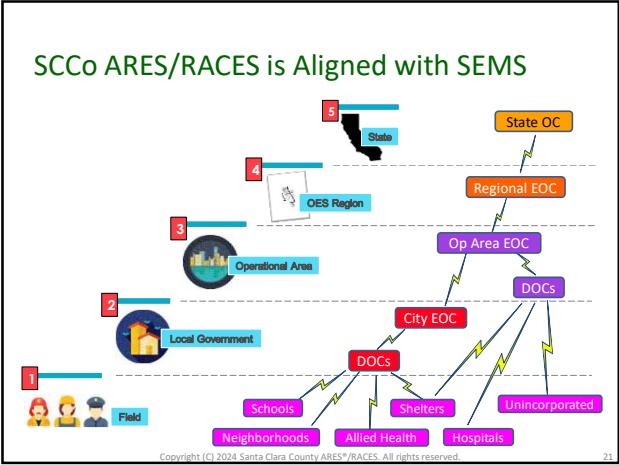 SCCo ARES/RACES is Aligned with SEMS
5
State
State OC
4
OES Region
Regional EOC
3
Operational Area
Op Area EOC
DOCs
2
Local Government
City EOC
DOCs
1
Field
Schools
Shelters
Unincorporated
Neighborhoods
Allied Health
Hospitals
Copyright (C) 2024 Santa Clara County ARES®/RACES. All rights reserved.
21